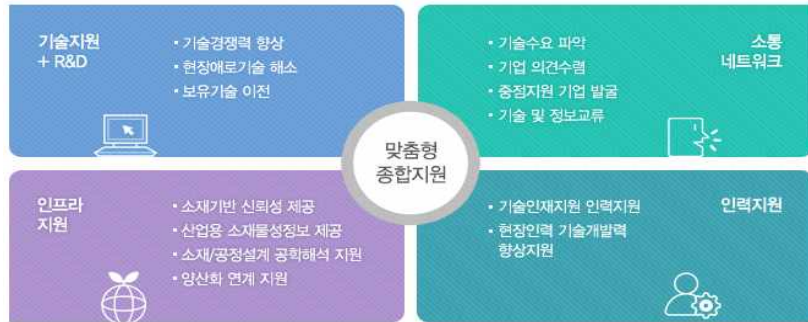 기술지원
+ R&D
• 기술경쟁력 향상
• 현장애로기술 해소
• 보유기술 이전
• 기술수요 파악
• 기업 의견수렴
• 중점지원 기업 발굴
• 기술 및 정보교류
소통
네트워크
맞춤형
종합지원
인프라
지원
• 소재기반 신뢰성 제공
• 산업용 소재물성정보 제공
• 소재/공정설계 공학해석 지원
• 양산화 연계 지원
• 기술인재지원 인력지원
• 현장인력 기술개발력
향상지원
인력지원